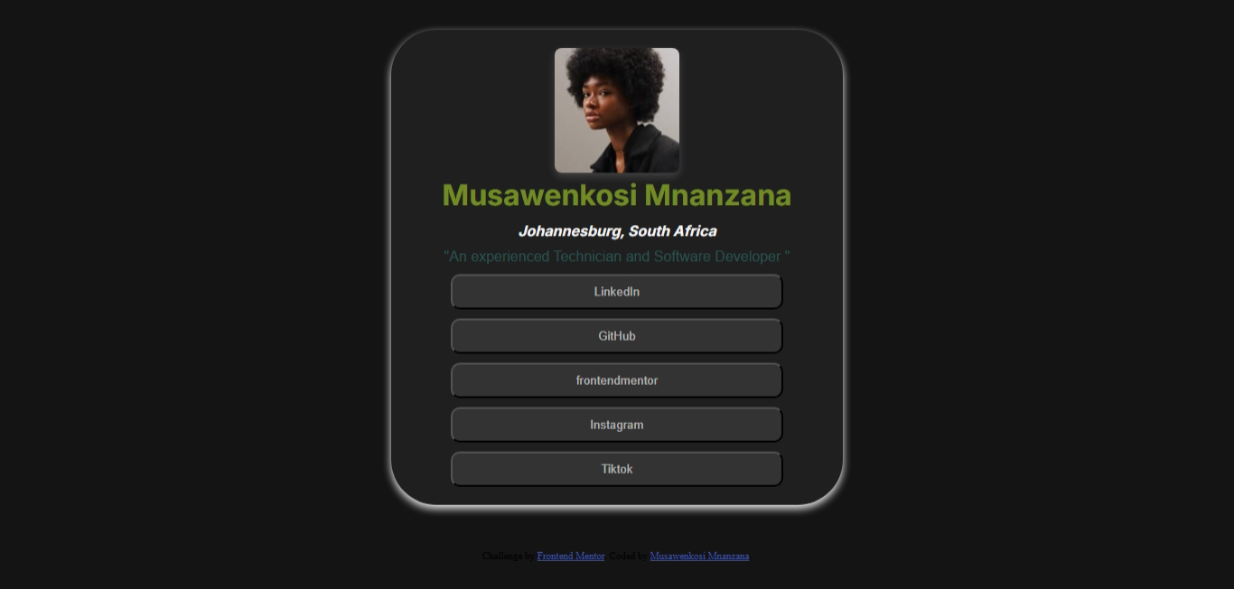 Musawenkosi Mnanzana
Johannesburg, South Africa
"An experienced Technician and Software Developer "
LinkedIn
GitHub
frontendmentor
Instagram
Tiktok
Challenge by Frontend Mentor. Coded by Musawenkosi Mnanzana